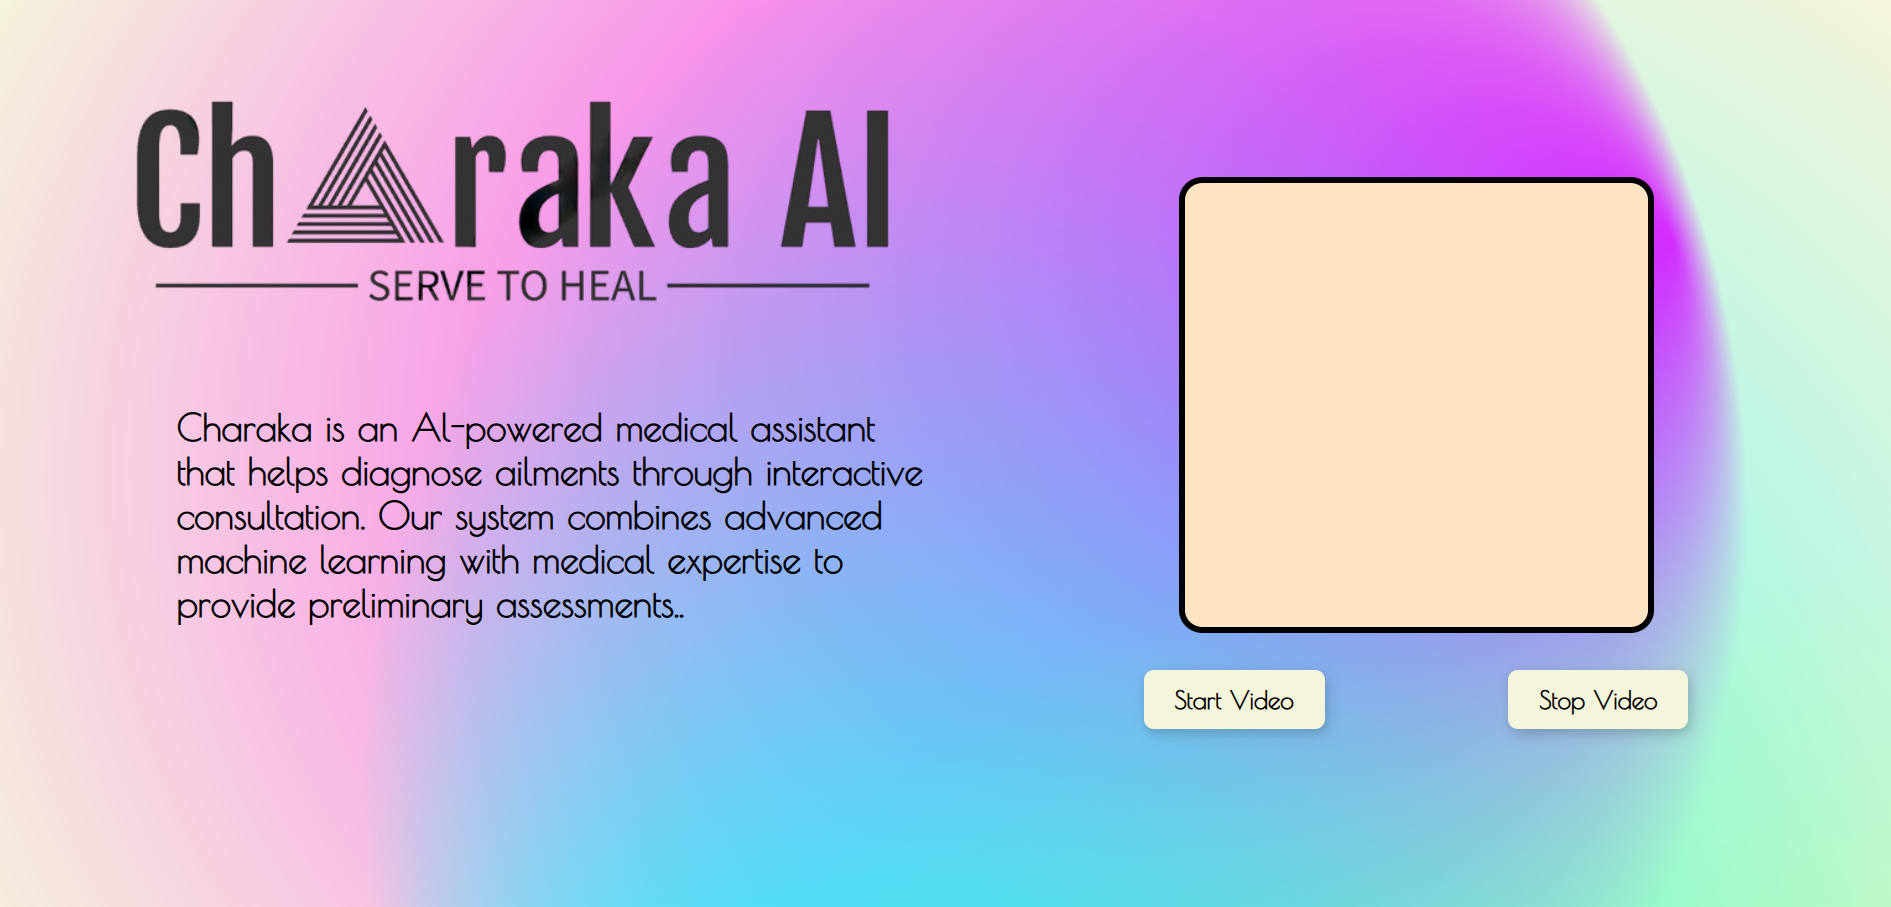 Charaka AI
SERVE TO HEAL
Charaka is an AI-powered medical assistant
that helps diagnose ailments through interactive
consultation. Our system combines advanced
machine learning with medical expertise to
provide preliminary assessments..
Start Video
Stop Video